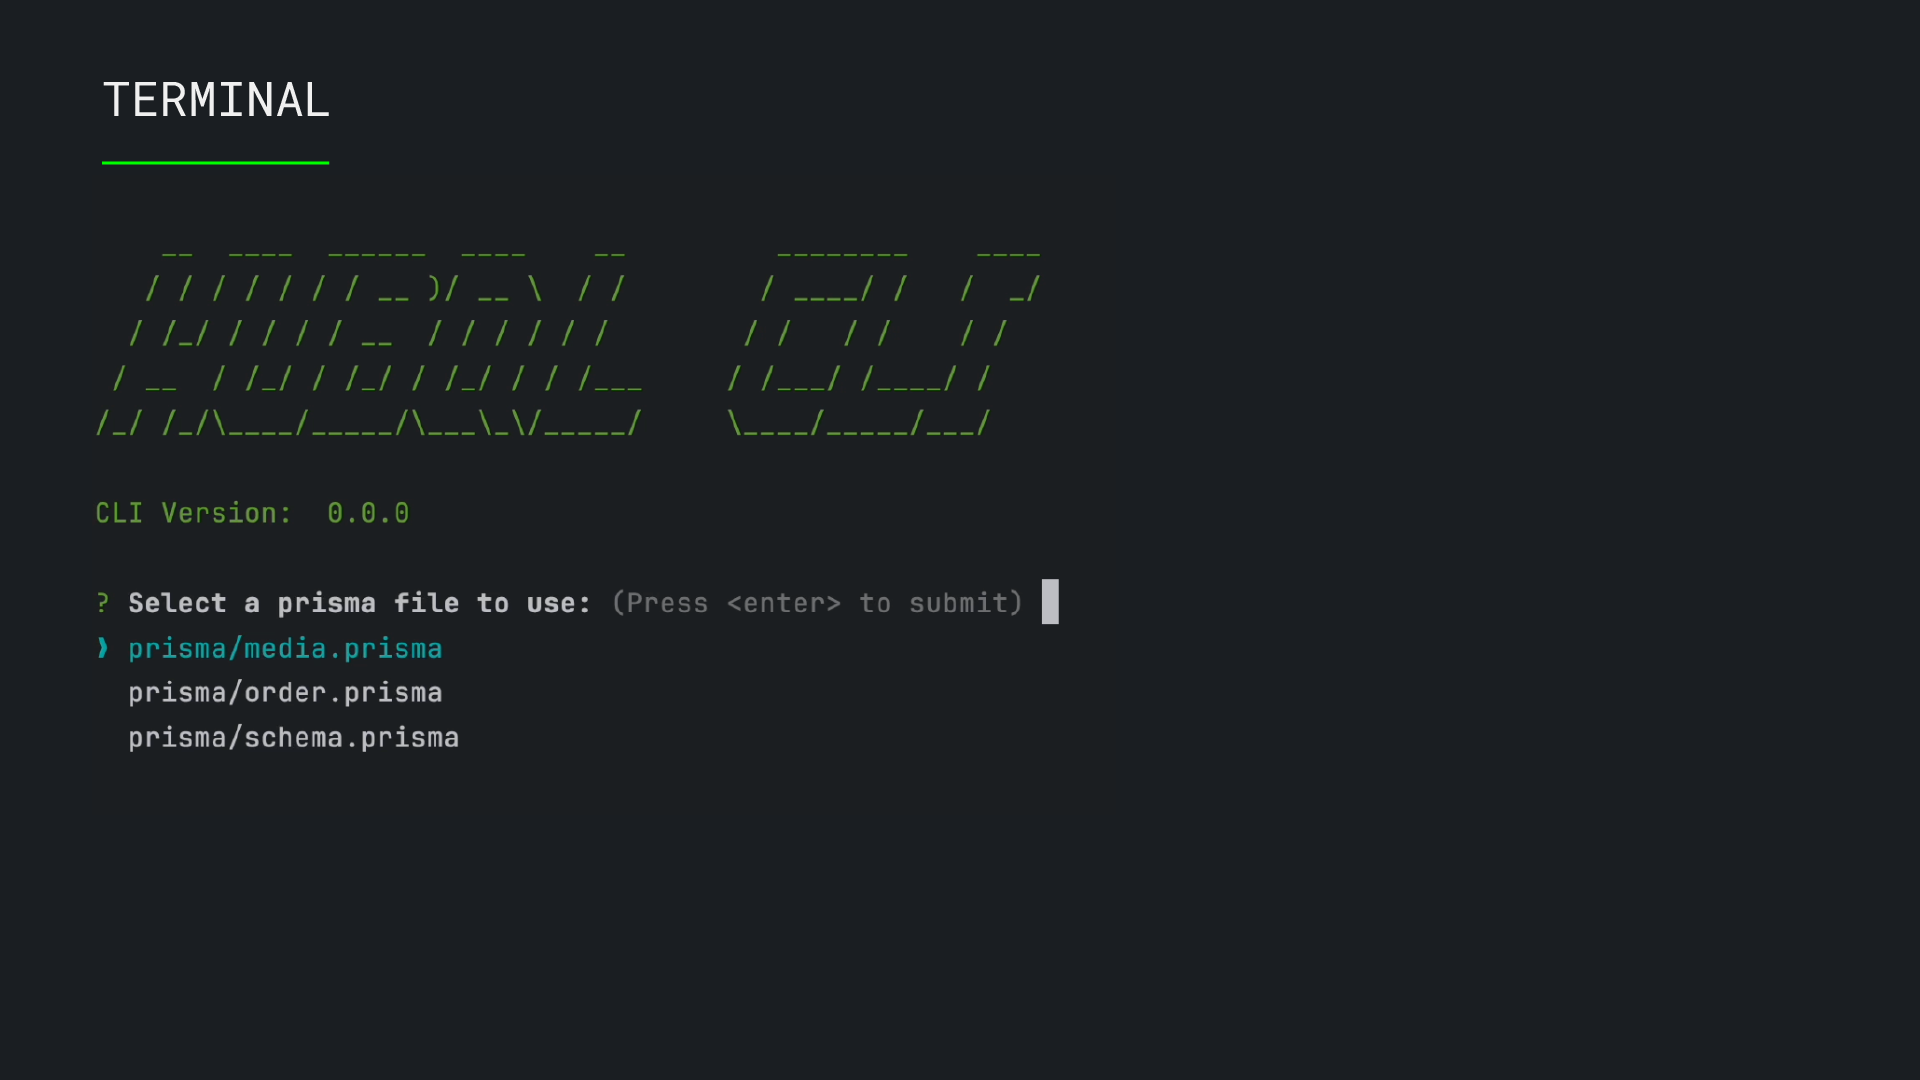 TERMINAL
    __  ____  ______  ____    __         ________    ____
   / / / / / / / __ )/ __ \  / /        / ____/ /   /  _/
  / /_/ / / / / __  / / / / / /        / /   / /    / /
 / __  / /_/ / /_/ / /_/ / / /___     / /___/ /____/ /
/_/ /_/\____/_____/\___\_\/_____/     \____/_____/___/
CLI Version:  0.0.0
? Select a prisma file to use: (Press <enter> to submit)
❯ prisma/media.prisma
prisma/order.prisma
prisma/schema.prisma